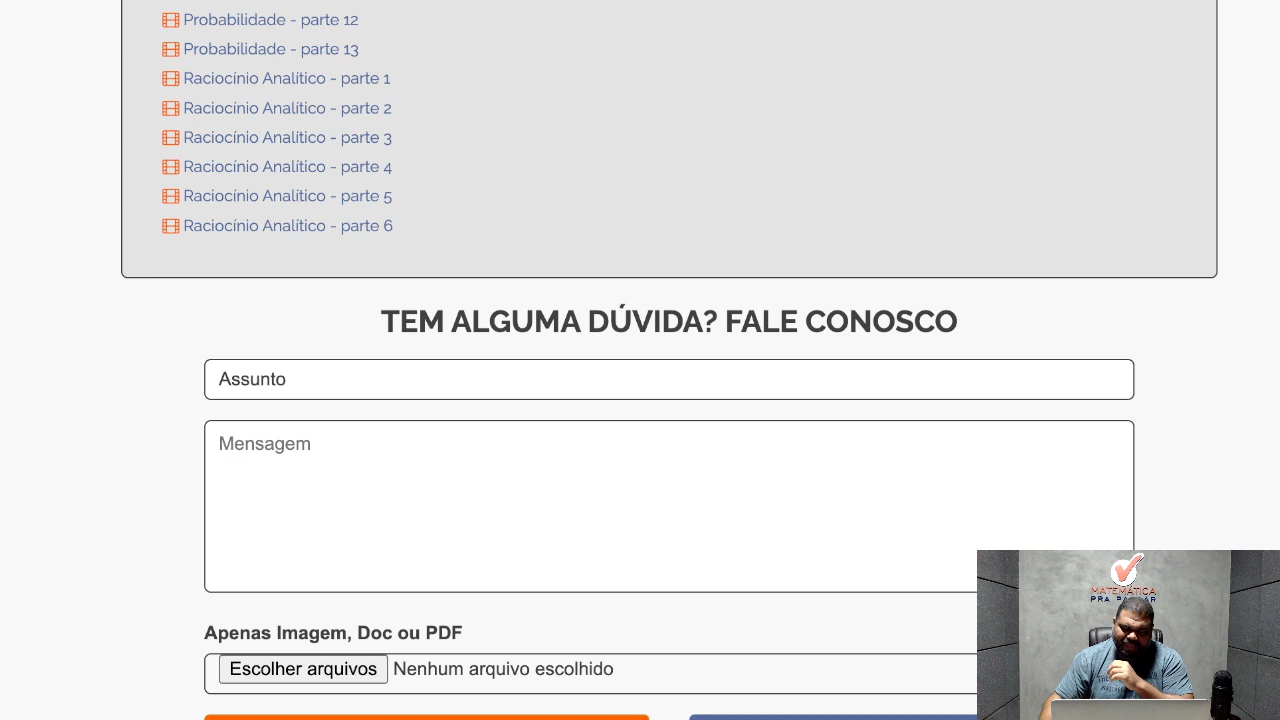 Probabilidade - parte 12
Probabilidade - parte 13
Raciocínio Analítico - parte 1
Raciocínio Analítico - parte 2
Raciocínio Analítico - parte 3
Raciocínio Analítico - parte 4
Raciocínio Analítico - parte 5
Raciocínio Analítico - parte 6
TEM ALGUMA DÚVIDA? FALE CONOSCO
Assunto
Mensagem
Apenas Imagem, Doc ou PDF
Escolher arquivos Nenhum arquivo escolhido
MATEMÁTICA
PRA PASSAR